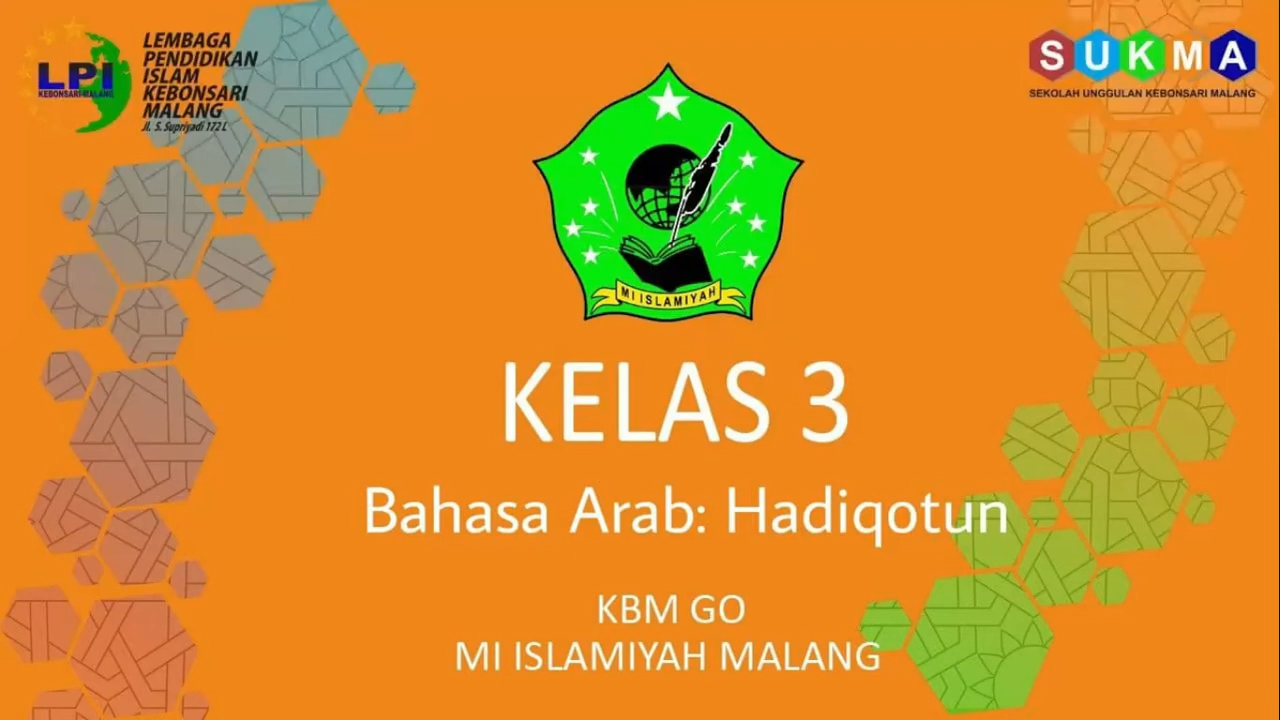 LPI
KEBONSARI-MALANG
LEMBAGA
PENDIDIKAN
ISLAM
KEBONSARI
MALANG
Jl. S. Supriyadi 172 L
SUKMA
SEKOLAH UNGGULAN KEBONSARI MALANG
MI ISLAMIYAH
KELAS 3
Bahasa Arab: Hadiqotun
KBM GO
MI ISLAMIYAH MALANG